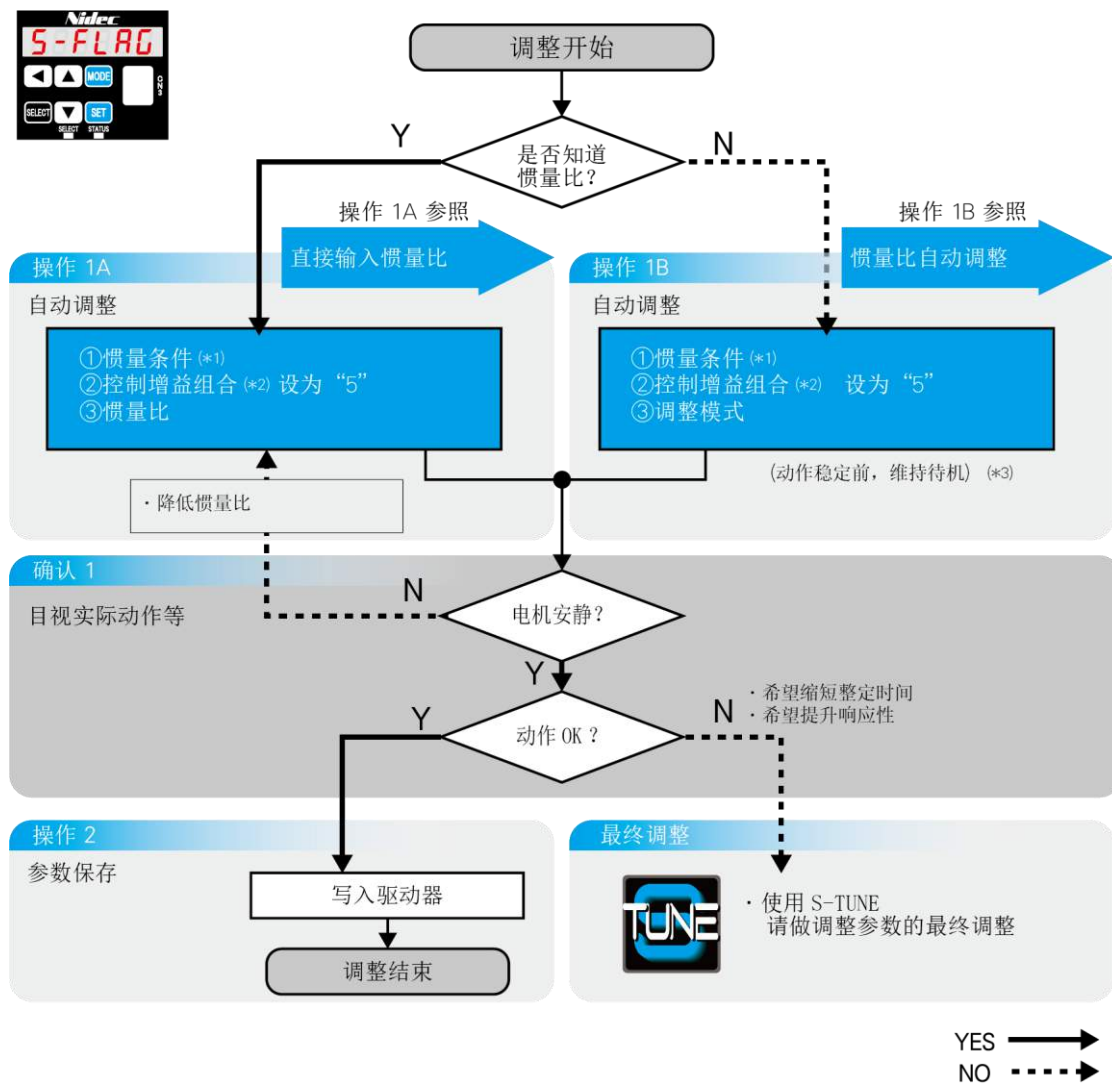 Nidec
S-FLAG
MODE
CN3
SELECT
SET
SELECT STATUS
调整开始
Y
N
是否知道
惯量比？
操作 1A 参照
直接输入惯量比
操作 1B 参照
惯量比自动调整
操作 1A
自动调整
①惯量条件 (*1)
②控制增益组合 (*2) 设为 “5”
③惯量比
操作 1B
自动调整
①惯量条件 (*1)
②控制增益组合 (*2) 设为 “5”
③调整模式
(动作稳定前，维持待机) (*3)
・降低惯量比
确认 1
目视实际动作等
N
电机安静？
Y
Y
动作 OK ？
N
・希望缩短整定时间
・希望提升响应性
操作 2
参数保存
写入驱动器
调整结束
最终调整
S
TUNE
・使用 S-TUNE
请做调整参数的最终调整
YES
NO